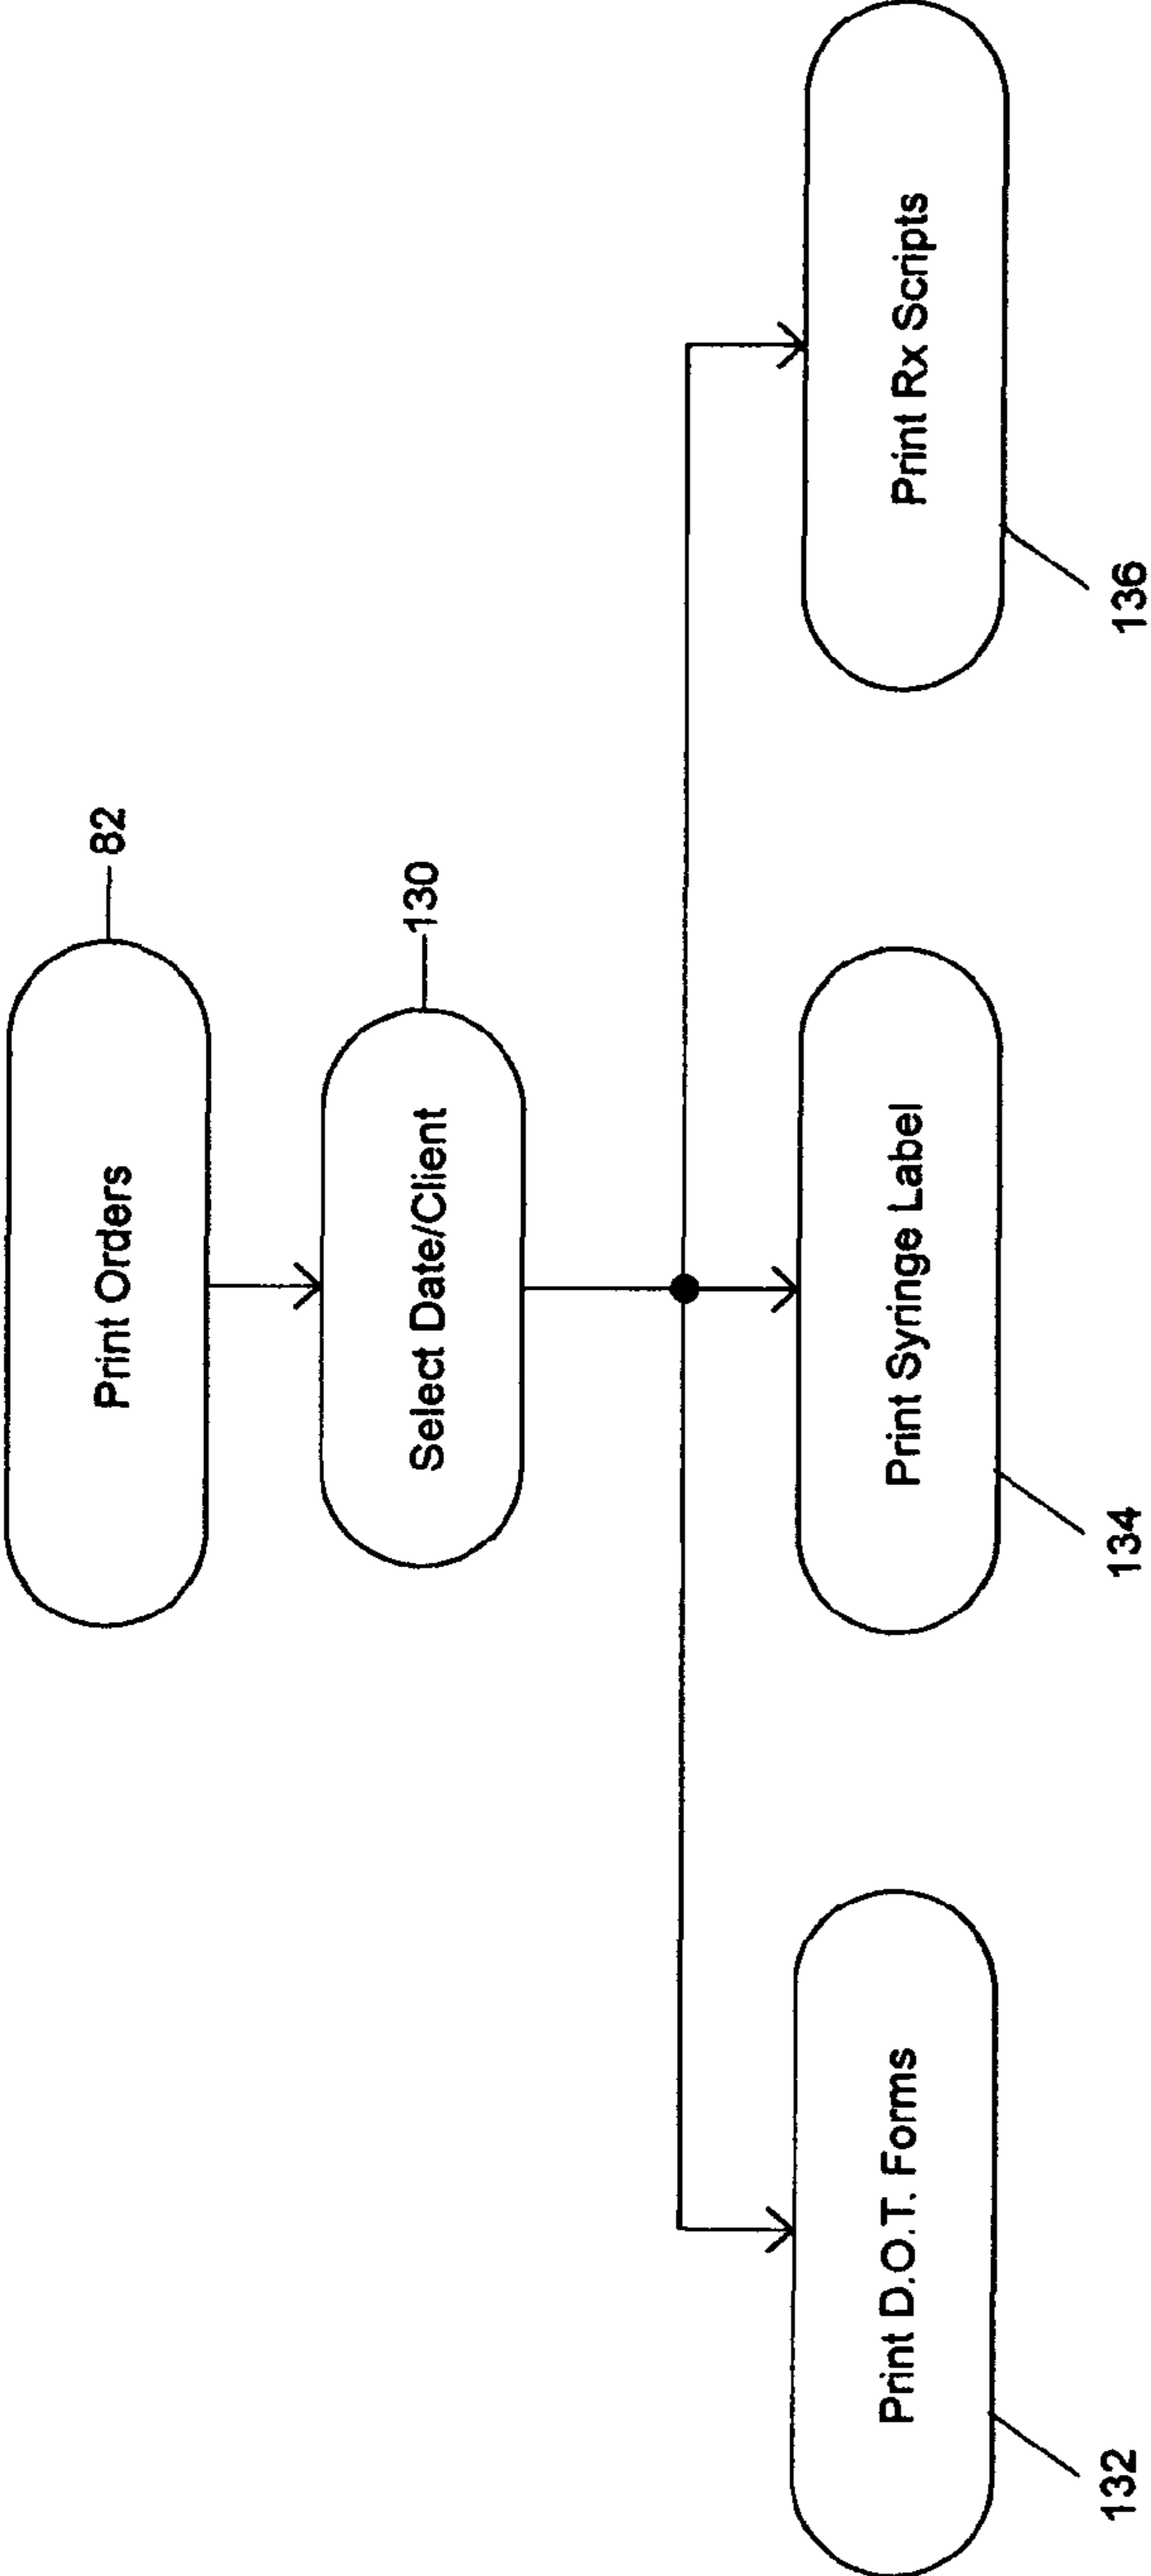 Print Orders
82
Select Date/Client
130
Print D.O.T. Forms
132
Print Syringe Label
134
Print Rx Scripts
136